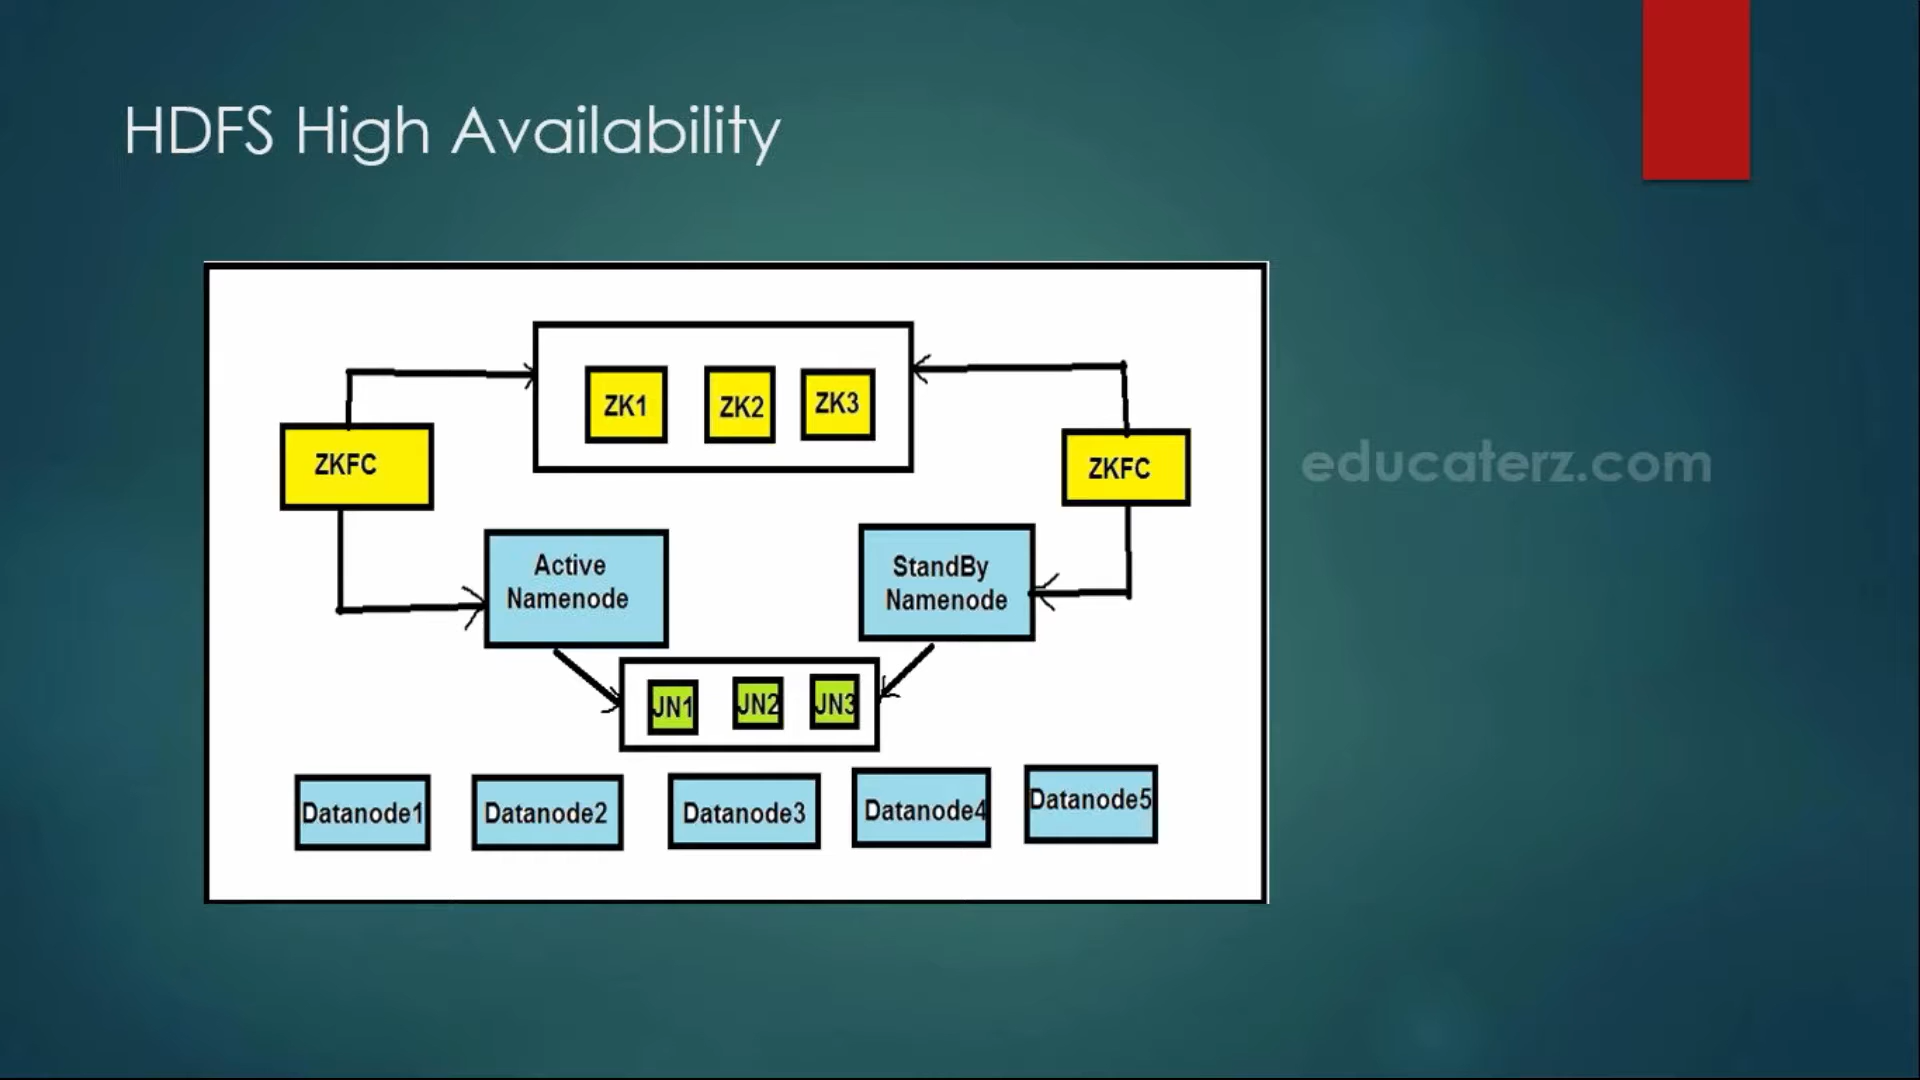 HDFS High Availability
ZK1
ZK2
ZK3
ZKFC
ZKFC
educaterz.com
Active
Namenode
StandBy
Namenode
JN1
JN2
JN3
Datanode1
Datanode2
Datanode3
Datanode4
Datanode5